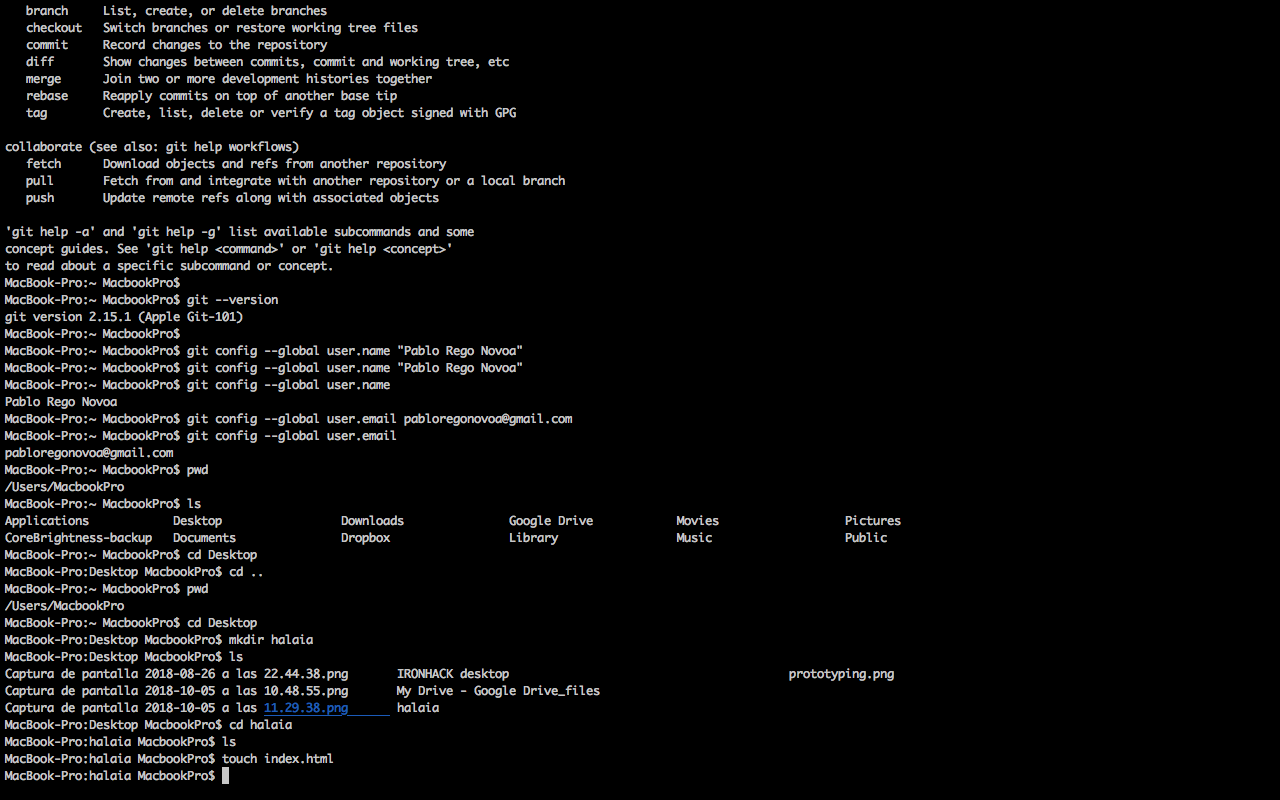 branch     List, create, or delete branches
checkout   Switch branches or restore working tree files
commit     Record changes to the repository
diff       Show changes between commits, commit and working tree, etc
merge      Join two or more development histories together
rebase     Reapply commits on top of another base tip
tag        Create, list, delete or verify a tag object signed with GPG
collaborate (see also: git help workflows)
fetch      Download objects and refs from another repository
pull       Fetch from and integrate with another repository or a local branch
push       Update remote refs along with associated objects
'git help -a' and 'git help -g' list available subcommands and some
concept guides. See 'git help <command>' or 'git help <concept>'
to read about a specific subcommand or concept.
MacBook-Pro:~ MacbookPro$
MacBook-Pro:~ MacbookPro$ git --version
git version 2.15.1 (Apple Git-101)
MacBook-Pro:~ MacbookPro$
MacBook-Pro:~ MacbookPro$ git config --global user.name "Pablo Rego Novoa"
MacBook-Pro:~ MacbookPro$ git config --global user.name "Pablo Rego Novoa"
MacBook-Pro:~ MacbookPro$ git config --global user.name
Pablo Rego Novoa
MacBook-Pro:~ MacbookPro$ git config --global user.email pabloregonovoa@gmail.com
MacBook-Pro:~ MacbookPro$ git config --global user.email
pabloregonovoa@gmail.com
MacBook-Pro:~ MacbookPro$ pwd
/Users/MacbookPro
MacBook-Pro:~ MacbookPro$ ls
Applications            Desktop                 Downloads               Google Drive            Movies                  Pictures
CoreBrightness-backup   Documents               Dropbox                 Library                 Music                   Public
MacBook-Pro:~ MacbookPro$ cd Desktop
MacBook-Pro:Desktop MacbookPro$ cd ..
MacBook-Pro:~ MacbookPro$ pwd
/Users/MacbookPro
MacBook-Pro:~ MacbookPro$ cd Desktop
MacBook-Pro:Desktop MacbookPro$ mkdir halaia
MacBook-Pro:Desktop MacbookPro$ ls
Captura de pantalla 2018-08-26 a las 22.44.38.png       IRONHACK desktop                                        prototyping.png
Captura de pantalla 2018-10-05 a las 10.48.55.png       My Drive - Google Drive_files
Captura de pantalla 2018-10-05 a las 11.29.38.png       halaia
MacBook-Pro:Desktop MacbookPro$ cd halaia
MacBook-Pro:halaia MacbookPro$ ls
MacBook-Pro:halaia MacbookPro$ touch index.html
MacBook-Pro:halaia MacbookPro$